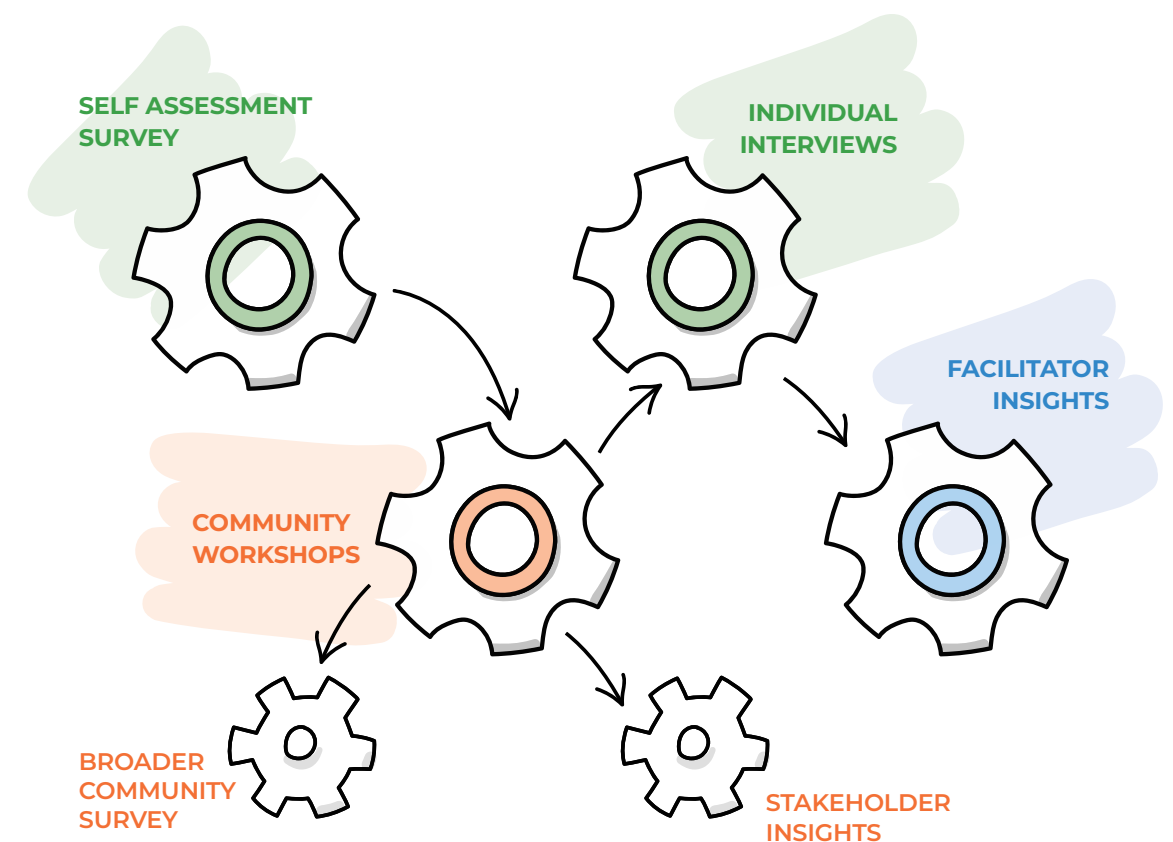 SELF ASSESSMENT
SURVEY
INDIVIDUAL
INTERVIEWS
FACILITATOR
INSIGHTS
COMMUNITY
WORKSHOPS
BROADER
COMMUNITY
SURVEY
STAKEHOLDER
INSIGHTS